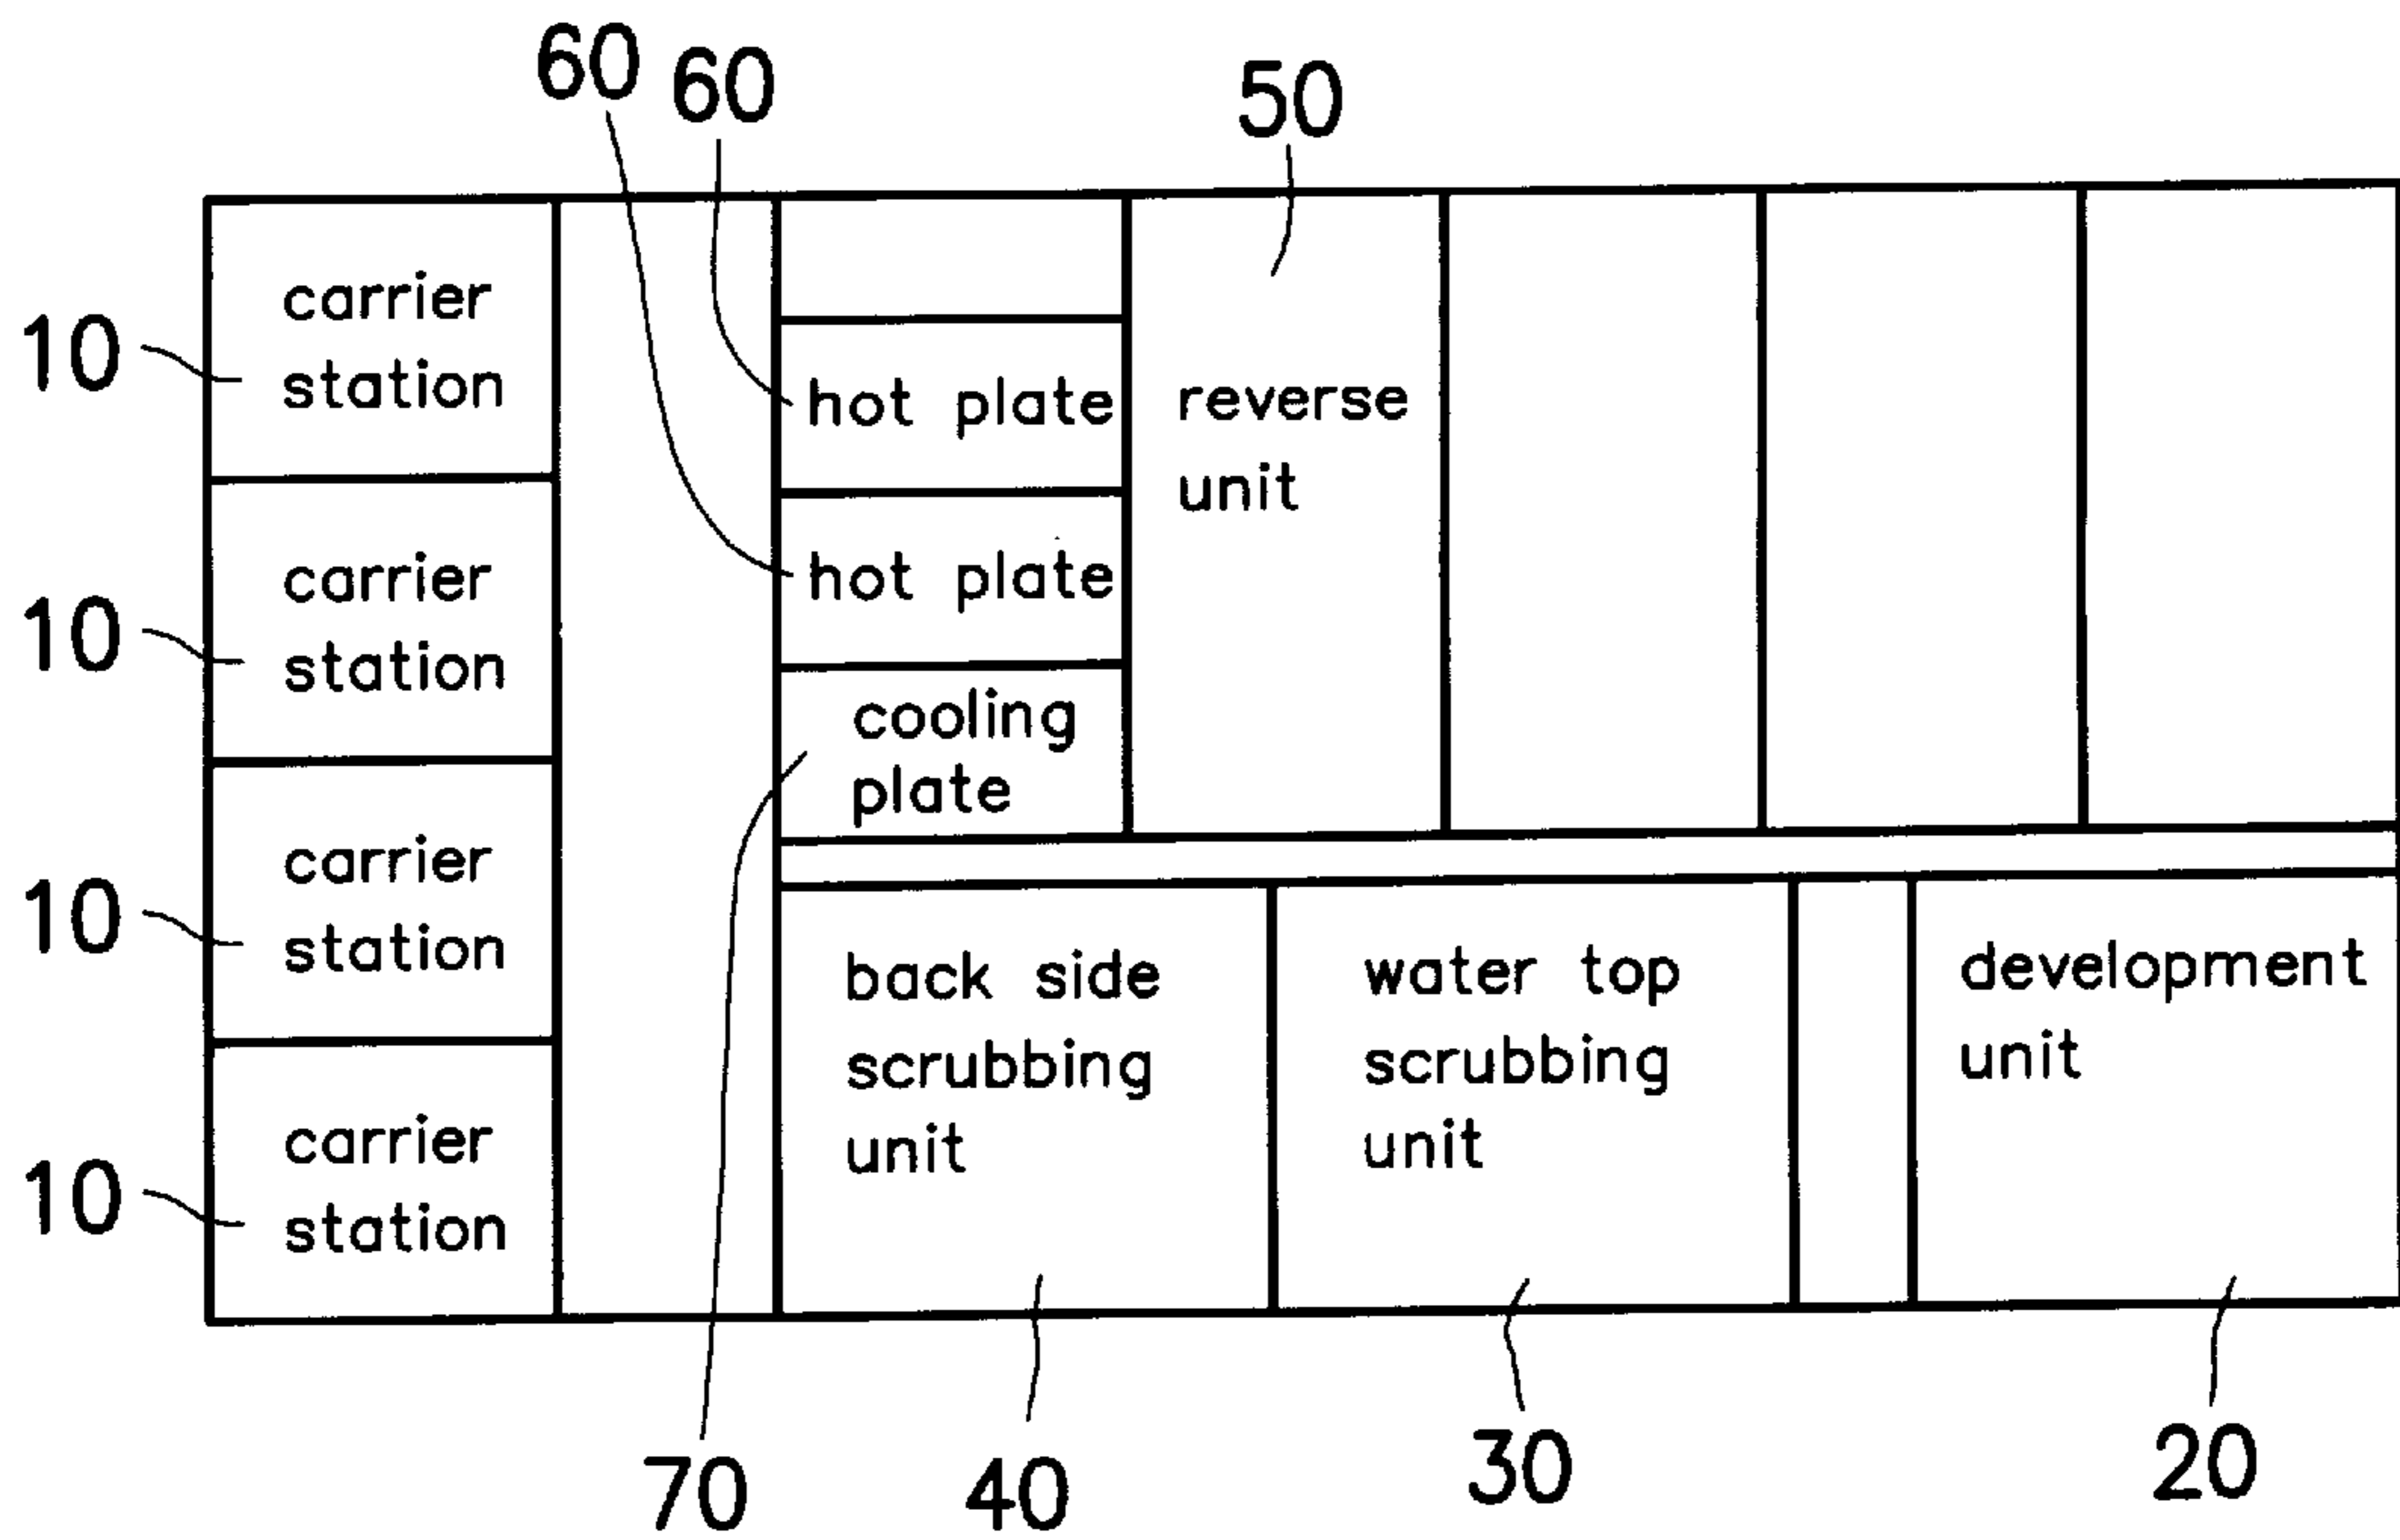 60 60 50
10 carrier
station
10 carrier
station
10 carrier
station
10 carrier
station
hot plate
hot plate
cooling
plate
reverse
unit
back side
scrubbing
unit
water top
scrubbing
unit
development
unit
70 40 30 20